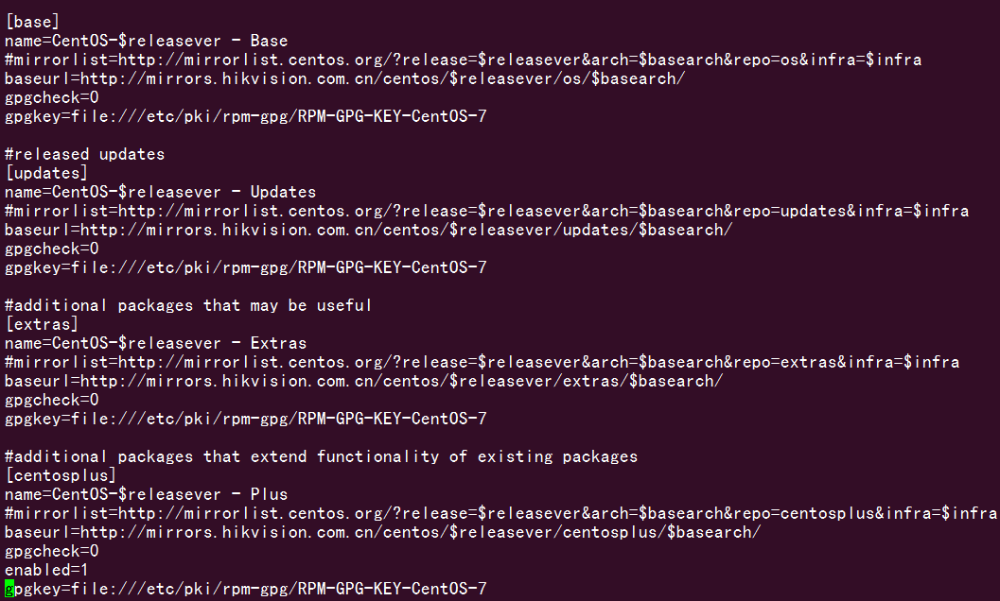 [base]
name=CentOS-$releasever - Base
#mirrorlist=http://mirrorlist.centos.org/?release=$releasever&arch=$basearch&repo=os&infra=$infra
baseurl=http://mirrors.hikvision.com.cn/centos/$releasever/os/$basearch/
gpgcheck=0
gpgkey=file:///etc/pki/rpm-gpg/RPM-GPG-KEY-CentOS-7

#released updates
[updates]
name=CentOS-$releasever - Updates
#mirrorlist=http://mirrorlist.centos.org/?release=$releasever&arch=$basearch&repo=updates&infra=$infra
baseurl=http://mirrors.hikvision.com.cn/centos/$releasever/updates/$basearch/
gpgcheck=0
gpgkey=file:///etc/pki/rpm-gpg/RPM-GPG-KEY-CentOS-7

#additional packages that may be useful
[extras]
name=CentOS-$releasever - Extras
#mirrorlist=http://mirrorlist.centos.org/?release=$releasever&arch=$basearch&repo=extras&infra=$infra
baseurl=http://mirrors.hikvision.com.cn/centos/$releasever/extras/$basearch/
gpgcheck=0
gpgkey=file:///etc/pki/rpm-gpg/RPM-GPG-KEY-CentOS-7

#additional packages that extend functionality of existing packages
[centosplus]
name=CentOS-$releasever - Plus
#mirrorlist=http://mirrorlist.centos.org/?release=$releasever&arch=$basearch&repo=centosplus&infra=$infra
baseurl=http://mirrors.hikvision.com.cn/centos/$releasever/centosplus/$basearch/
gpgcheck=0
enabled=1
gpgkey=file:///etc/pki/rpm-gpg/RPM-GPG-KEY-CentOS-7